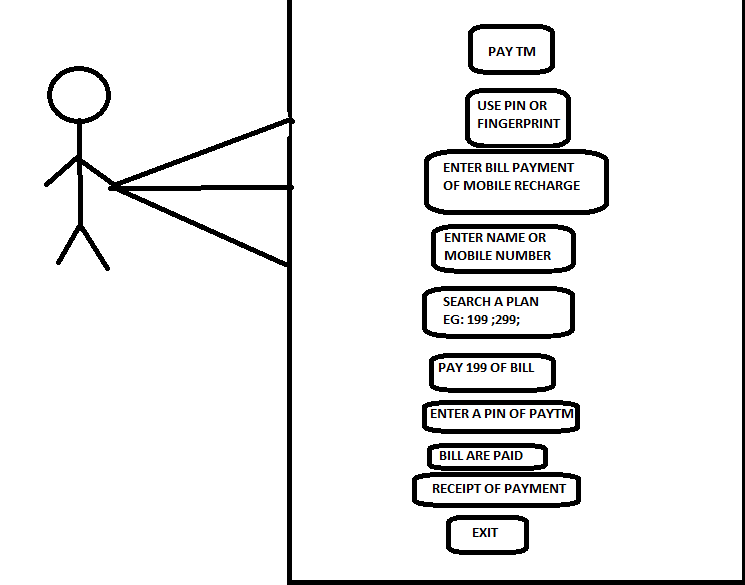 PAY TM
USE PIN OR
FINGERPRINT
ENTER BILL PAYMENT
OF MOBILE RECHARGE
ENTER NAME OR
MOBILE NUMBER
SEARCH A PLAN
EG: 199 ;299;
PAY 199 OF BILL
ENTER A PIN OF PAYTM
BILL ARE PAID
RECEIPT OF PAYMENT
EXIT